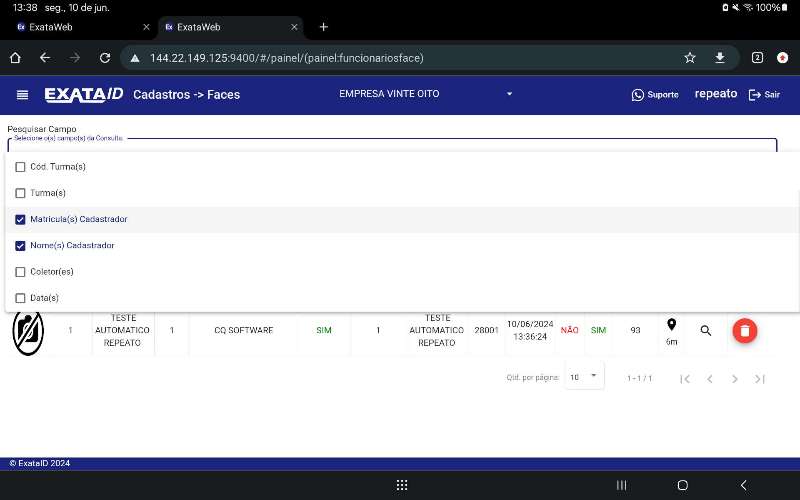 13:38 seg., 10 de jun.
100%
ExataWeb
ExataWeb
144.22.149.125:9400/#/painel/(painel:funcionariosface)
2
EXATAID Cadastros -> Faces
EMPRESA VINTE OITO
Suporte
repeato
Sair
Pesquisar Campo
Selecione o(s) campo(s) da Consulta.
Cód. Turma(s)
Turma(s)
Matricula(s) Cadastrador
Nome(s) Cadastrador
Coletor(es)
Data(s)
1
TESTE
AUTOMATICO
REPEATO
1
CQ SOFTWARE
SIM
1
TESTE
AUTOMATICO
REPEATO
28001
10/06/2024
13:36:24
NÃO
SIM
93
6m
Qtd. por página:
10
1 - 1 / 1
© ExataID 2024